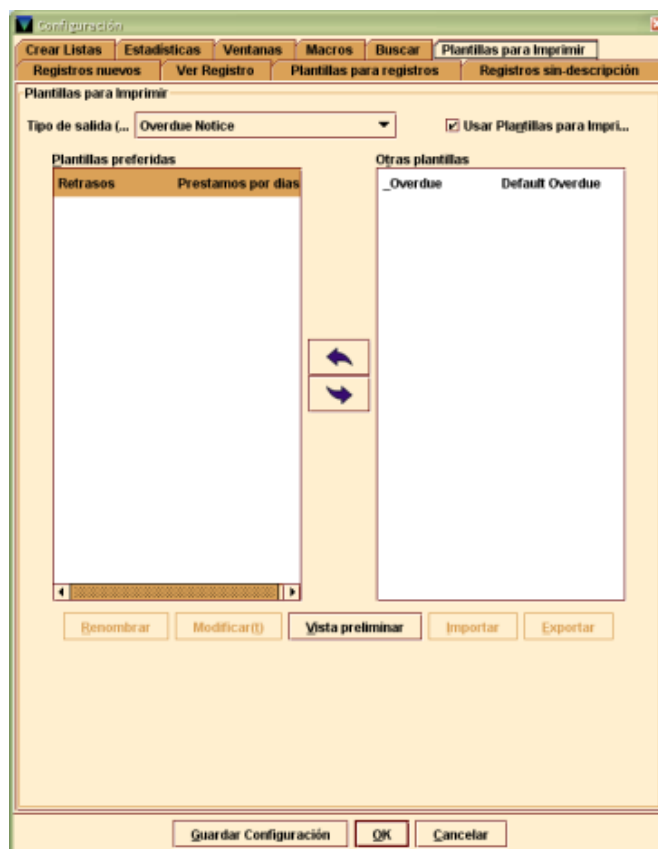 Configuración
Crear Listas Estadísticas Ventanas Macros Buscar Plantillas para Imprimir
Registros nuevos Ver Registro Plantillas para registros Registros sin-descripción
Plantillas para Imprimir
Tipo de salida (... Overdue Notice Usar Plantillas para Impri...
Plantillas preferidas Otras plantillas
Retrasos Prestamos por dias _Overdue Default Overdue
Renombrar Modificar(t) Vista preliminar Importar Exportar
Guardar Configuración OK Cancelar